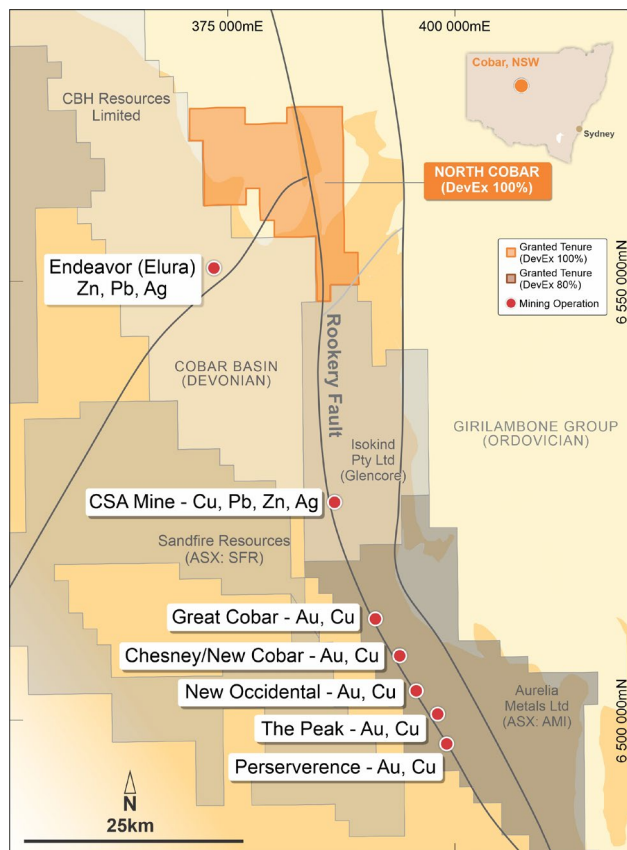 375 000mE
400 000mE
Cobar, NSW
Sydney
CBH Resources
Limited
NORTH COBAR
(DevEx 100%)
Granted Tenure
(DevEx 100%)
Granted Tenure
(DevEx 80%)
Mining Operation
6 550 000mN
Endeavor (Elura)
Zn, Pb, Ag
Rookery Fault
COBAR BASIN
(DEVONIAN)
GIRILAMBONE GROUP
(ORDOVICIAN)
Isokind
Pty Ltd
(Glencore)
CSA Mine - Cu, Pb, Zn, Ag
Sandfire Resources
(ASX: SFR)
Great Cobar - Au, Cu
Chesney/New Cobar - Au, Cu
New Occidental - Au, Cu
The Peak - Au, Cu
Perserverence - Au, Cu
Aurelia
Metals Ltd
(ASX: AMI)
6 500 000mN
N
25km